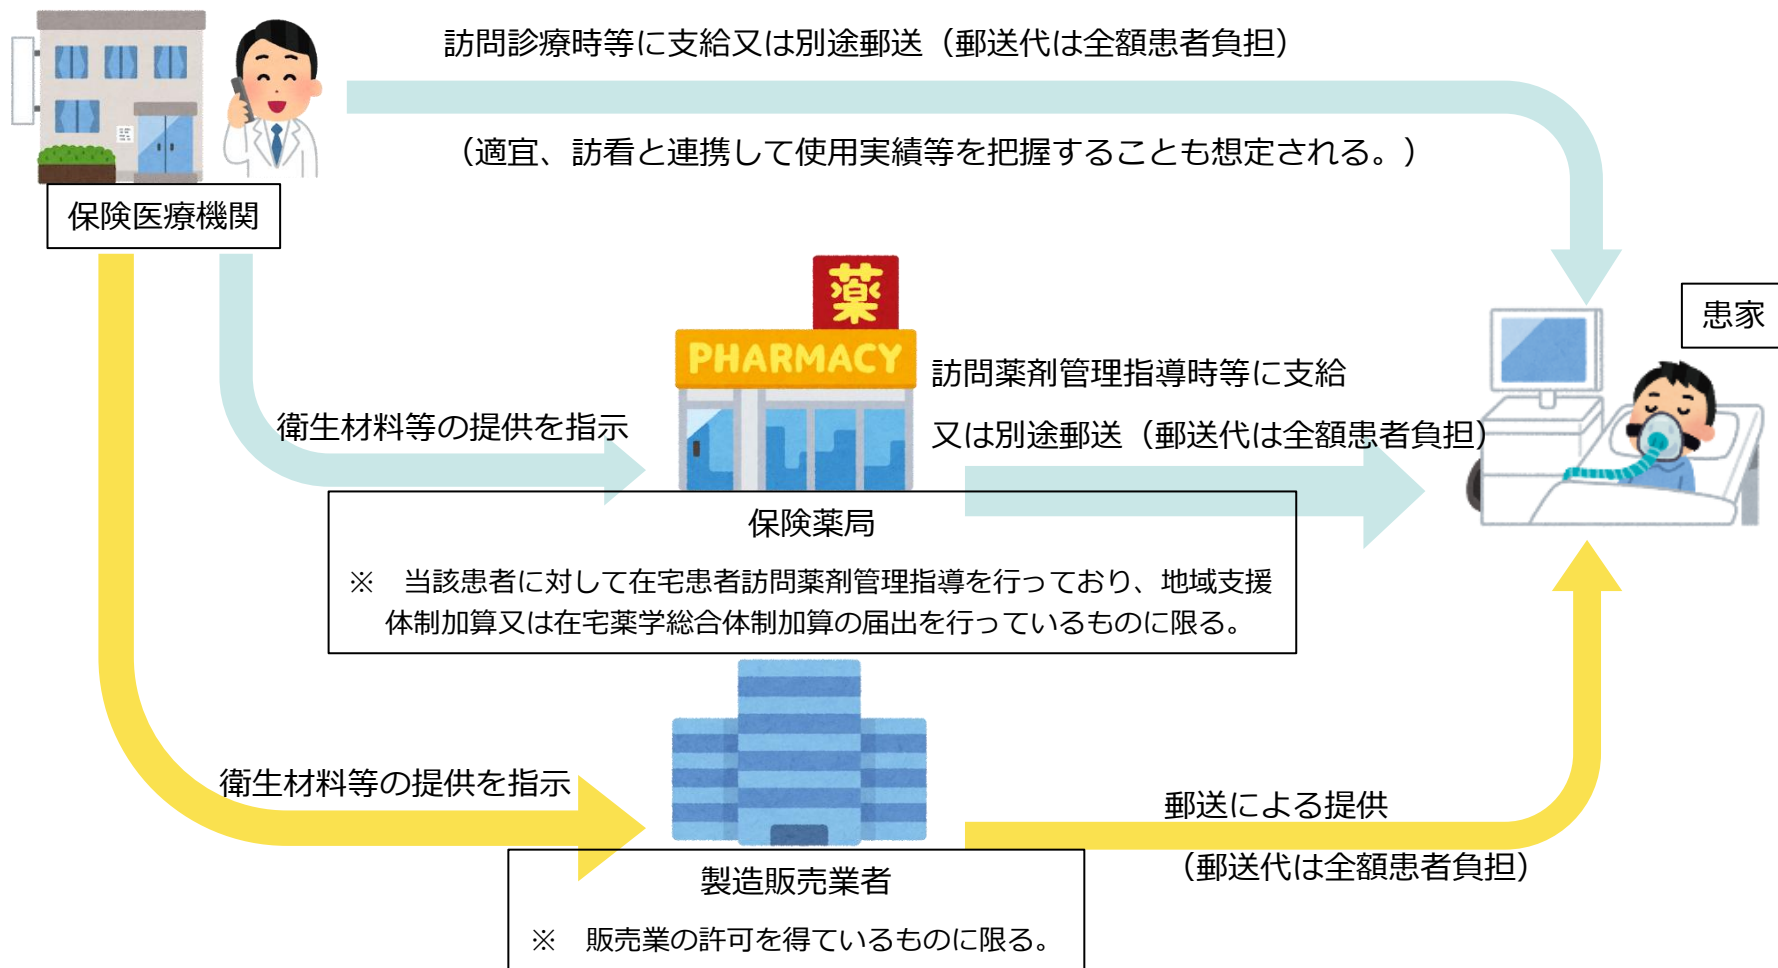 訪問診療時等に支給又は別途郵送（郵送代は全額患者負担）
（適宜、訪看と連携して使用実績等を把握することも想定される。）
保険医療機関
患家
薬
PHARMACY
訪問薬剤管理指導時等に支給
又は別途郵送（郵送代は全額患者負担）
衛生材料等の提供を指示
保険薬局
※　当該患者に対して在宅患者訪問薬剤管理指導を行っており、地域支援
体制加算又は在宅薬学総合体制加算の届出を行っているものに限る。
衛生材料等の提供を指示
郵送による提供
（郵送代は全額患者負担）
製造販売業者
※　販売業の許可を得ているものに限る。